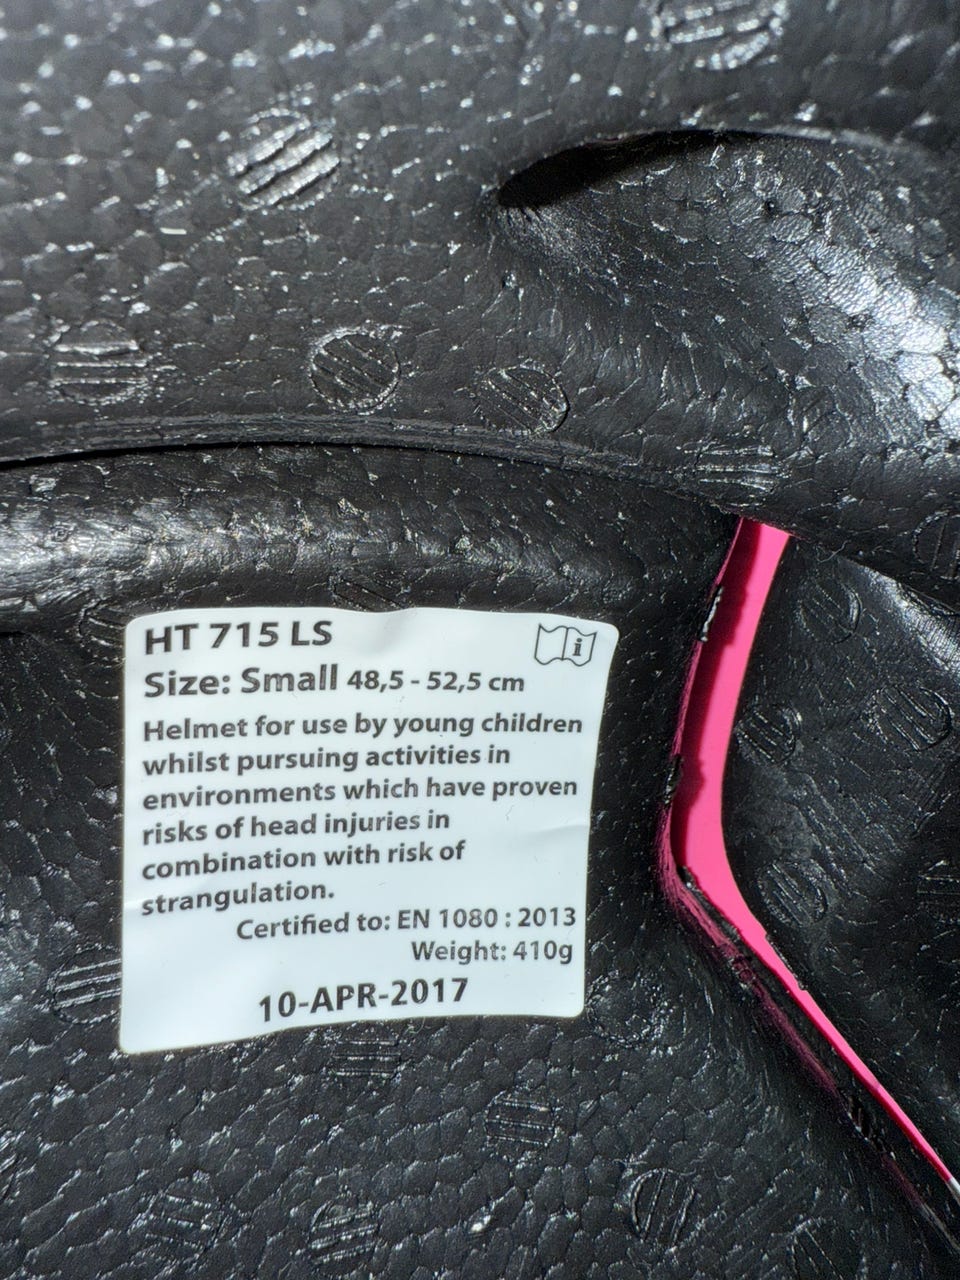 HT 715 LS
Size: Small 48,5 - 52,5 cm
Helmet for use by young children
whilst pursuing activities in
environments which have proven
risks of head injuries in
combination with risk of
strangulation.
Certified to: EN 1080 : 2013
Weight: 410g
10-APR-2017